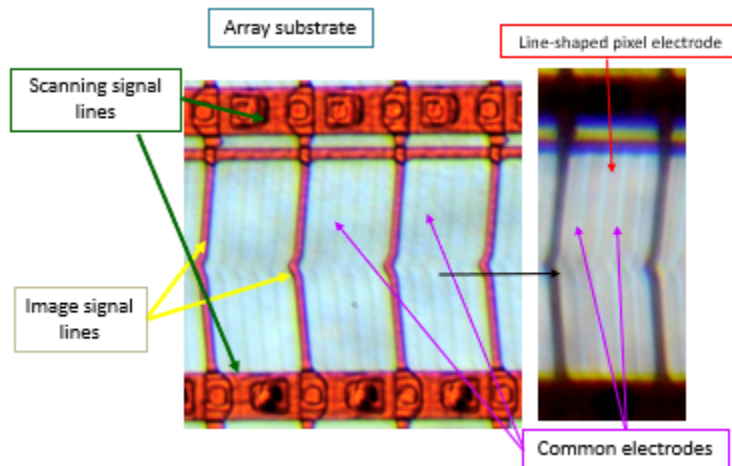 Array substrate
Line-shaped pixel electrode
Scanning signal
lines
Image signal
lines
Common electrodes